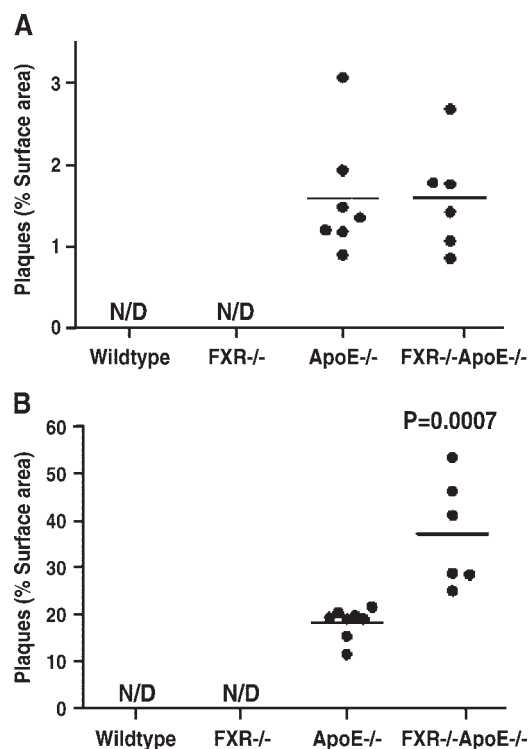 A
Plaques (% Surface area)
3
2
1
0
N/D
N/D
Wildtype
FXR-/-
ApoE-/-
FXR-/-ApoE-/-
B
Plaques (% Surface area)
60
50
40
30
20
10
0
P=0.0007
N/D
N/D
Wildtype
FXR-/-
ApoE-/-
FXR-/-ApoE-/-